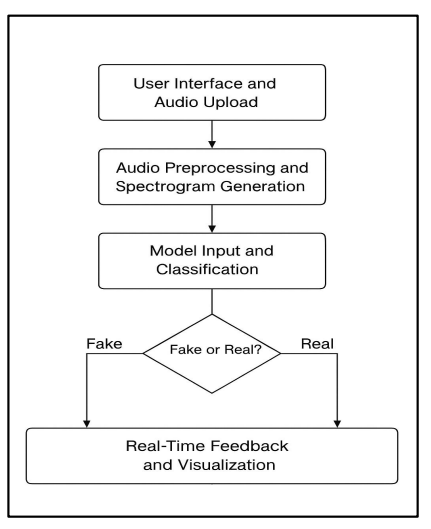 User Interface and
Audio Upload
Audio Preprocessing and
Spectrogram Generation
Model Input and
Classification
Fake
Fake or Real?
Real
Real-Time Feedback
and Visualization